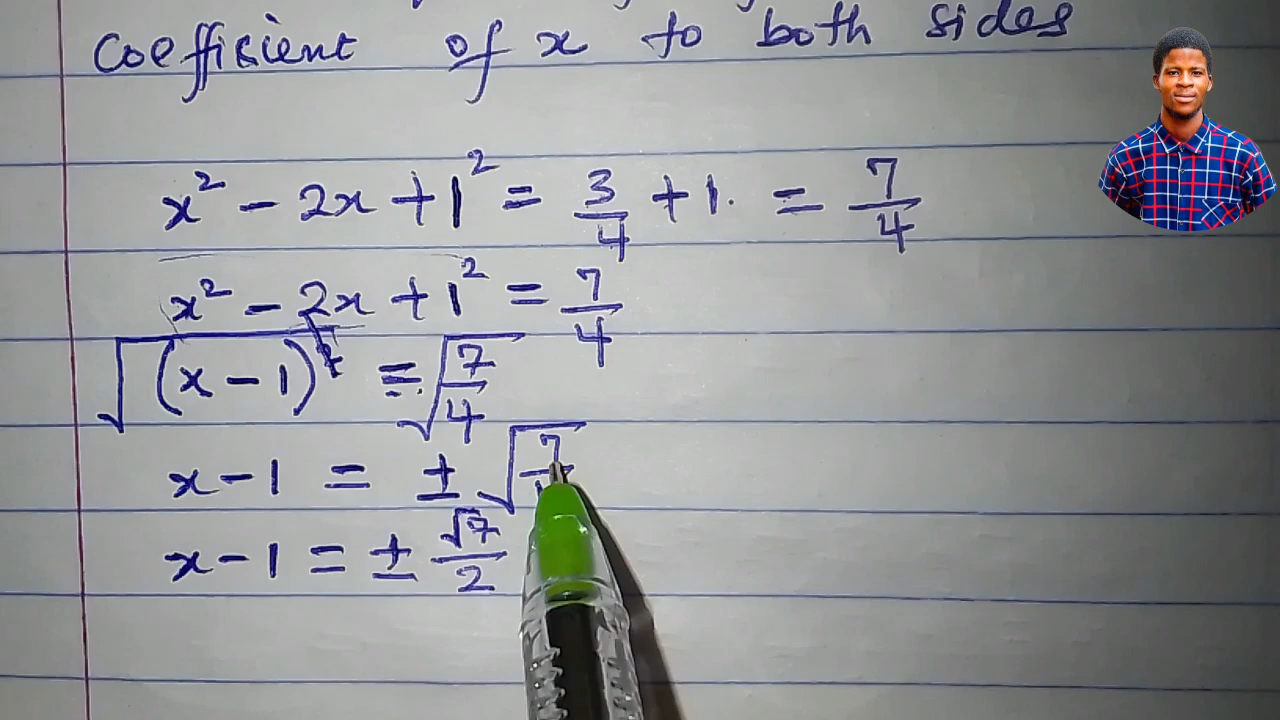 coefficient of x to both sides
x² - 2x + 1² = 3/4 + 1. = 7/4
x² - 2x + 1² = 7/4
√(x - 1)² = √7/4
x - 1 = ± √7/
x - 1 = ± √7/2